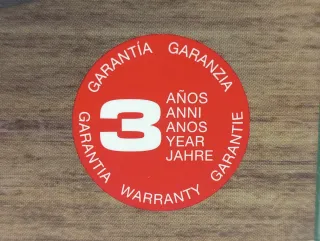 GARANTÍA GARANZIA
3
AÑOS
ANNI
ANOS
YEAR
JAHRE
GARANTIA WARRANTY GARANTIE